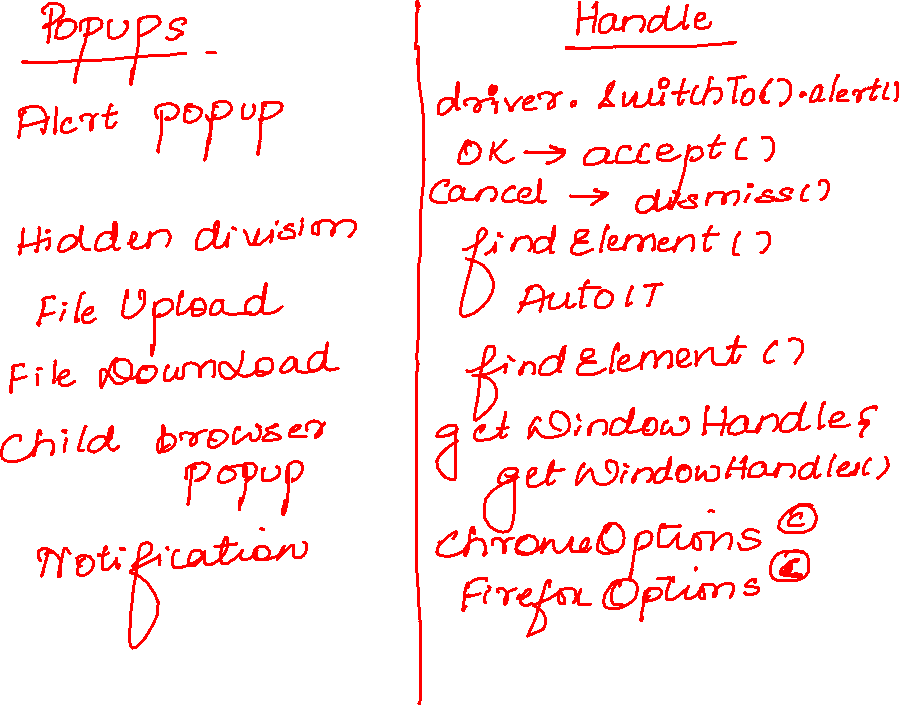 Popups
Handle
Alert popup
driver.switchTo().alert()
OK → accept()
Cancel → dismiss()
Hidden division
findElement()
File Upload
AutoIT
File Download
findElement()
Child browser
popup
getWindowHandle &
getWindowHandles()
Notification
ChromeOptions ©
FirefoxOptions ©